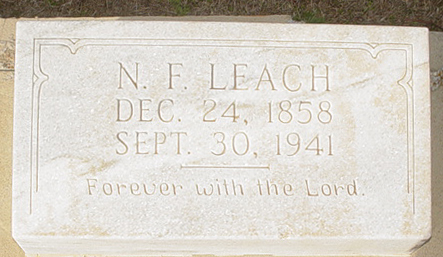 N. F. LEACH
DEC. 24, 1858
SEPT. 30, 1941
Forever with the Lord.